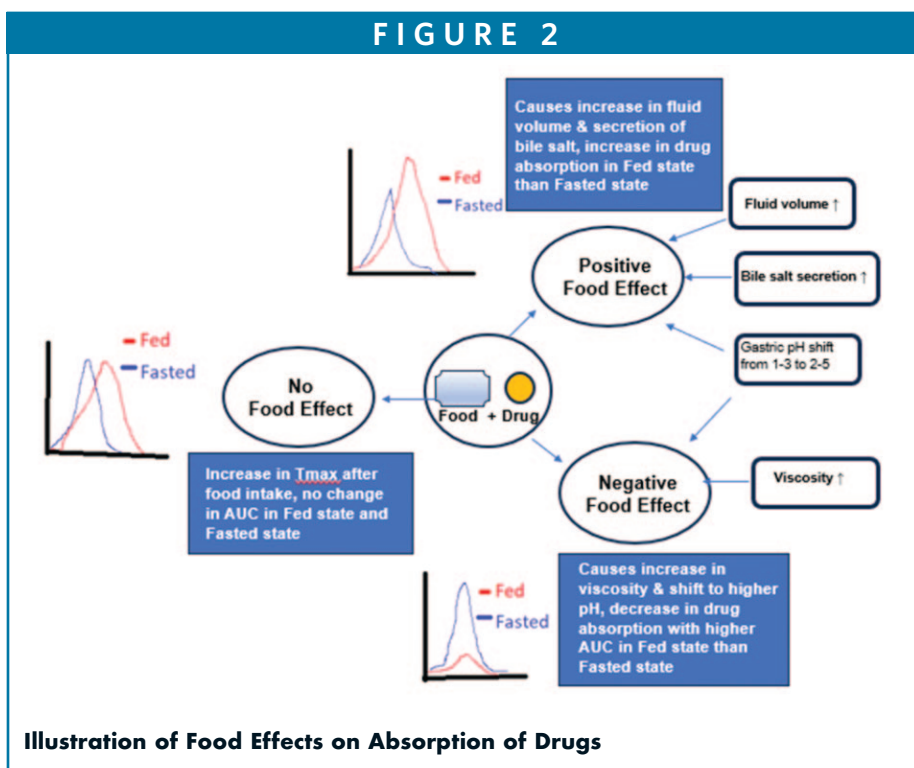 FIGURE 2
Causes increase in fluid
volume & secretion of
bile salt, increase in drug
absorption in Fed state
than Fasted state
Fed
Fasted
Fluid volume ↑
Positive
Food Effect
Bile salt secretion ↑
Gastric pH shift
from 1-3 to 2-5
Fed
Fasted
No
Food Effect
Food + Drug
Increase in Tmax after
food intake, no change
in AUC in Fed state and
Fasted state
Negative
Food Effect
Viscosity ↑
Fed
Fasted
Causes increase in
viscosity & shift to higher
pH, decrease in drug
absorption with higher
AUC in Fed state than
Fasted state
Illustration of Food Effects on Absorption of Drugs